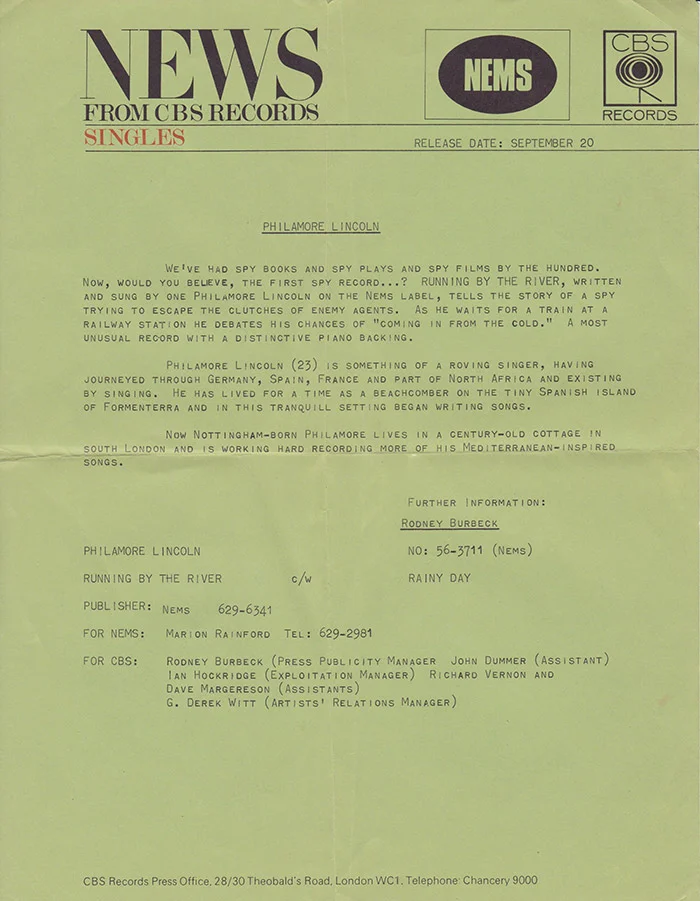 NEWS
FROM CBS RECORDS
SINGLES
NEMS
CBS
RECORDS
RELEASE DATE: SEPTEMBER 20
PHILAMORE LINCOLN
WE'VE HAD SPY BOOKS AND SPY PLAYS AND SPY FILMS BY THE HUNDRED.
NOW, WOULD YOU BELIEVE, THE FIRST SPY RECORD...? RUNNING BY THE RIVER, WRITTEN
AND SUNG BY ONE PHILAMORE LINCOLN ON THE NEMS LABEL, TELLS THE STORY OF A SPY
TRYING TO ESCAPE THE CLUTCHES OF ENEMY AGENTS. AS HE WAITS FOR A TRAIN AT A
RAILWAY STATION HE DEBATES HIS CHANCES OF "COMING IN FROM THE COLD." A MOST
UNUSUAL RECORD WITH A DISTINCTIVE PIANO BACKING.
PHILAMORE LINCOLN (23) IS SOMETHING OF A ROVING SINGER, HAVING
JOURNEYED THROUGH GERMANY, SPAIN, FRANCE AND PART OF NORTH AFRICA AND EXISTING
BY SINGING. HE HAS LIVED FOR A TIME AS A BEACHCOMBER ON THE TINY SPANISH ISLAND
OF FORMENTERRA AND IN THIS TRANQUILL SETTING BEGAN WRITING SONGS.
NOW NOTTINGHAM-BORN PHILAMORE LIVES IN A CENTURY-OLD COTTAGE IN
SOUTH LONDON AND IS WORKING HARD RECORDING MORE OF HIS MEDITERRANEAN-INSPIRED
SONGS.
FURTHER INFORMATION:
RODNEY BURBECK
PHILAMORE LINCOLN NO: 56-3711 (NEMS)
RUNNING BY THE RIVER c/w RAINY DAY
PUBLISHER: NEMS 629-6341
FOR NEMS: MARION RAINFORD TEL: 629-2981
FOR CBS: RODNEY BURBECK (PRESS PUBLICITY MANAGER JOHN DUMMER (ASSISTANT)
IAN HOCKRIDGE (EXPLOITATION MANAGER) RICHARD VERNON AND
DAVE MARGERESON (ASSISTANTS)
G. DEREK WITT (ARTISTS' RELATIONS MANAGER)
CBS Records Press Office, 28/30 Theobald's Road, London WC1, Telephone Chancery 9000